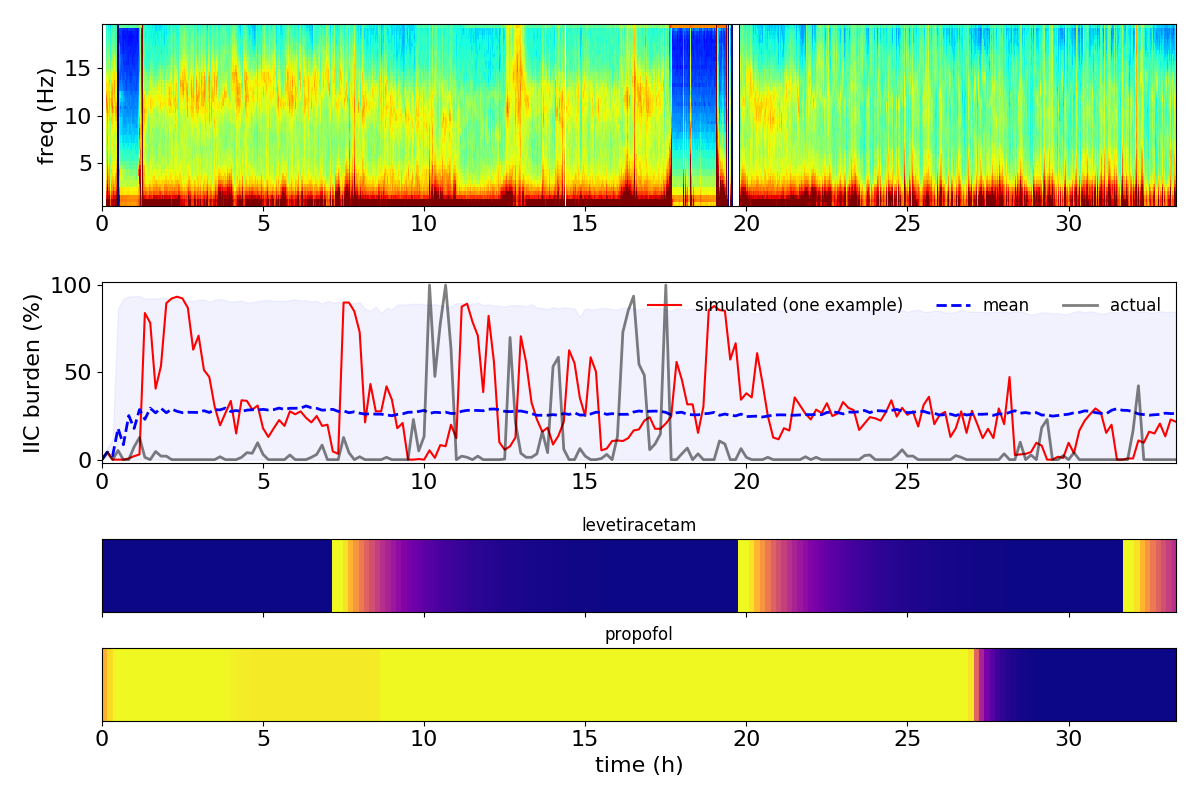 15
10
5
freq (Hz)
0 5 10 15 20 25 30
100
50
0
IIC burden (%)
simulated (one example) mean actual
0 5 10 15 20 25 30
levetiracetam
propofol
0 5 10 15 20 25 30
time (h)